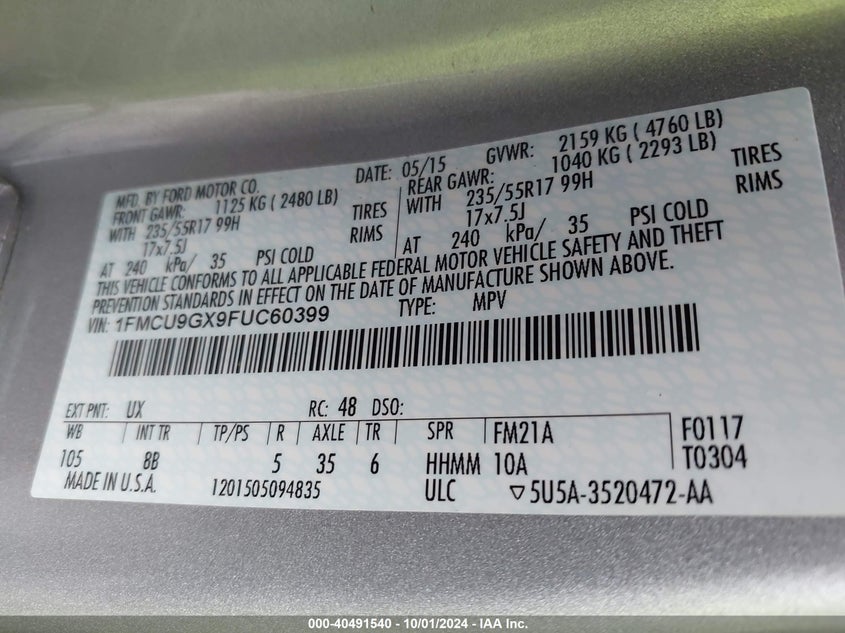 MFD. BY FORD MOTOR CO. DATE: 05/15 GVWR: 2159 KG ( 4760 LB)
FRONT GAWR: 1125 KG ( 2480 LB) REAR GAWR: 1040 KG ( 2293 LB)
WITH 235/55R17 99H TIRES WITH 235/55R17 99H TIRES
17x7.5J RIMS 17x7.5J RIMS
AT 240 kPa/ 35 PSI COLD AT 240 kPa/ 35 PSI COLD
THIS VEHICLE CONFORMS TO ALL APPLICABLE FEDERAL MOTOR VEHICLE SAFETY AND THEFT
PREVENTION STANDARDS IN EFFECT ON THE DATE OF MANUFACTURE SHOWN ABOVE.
VIN: 1FMCU9GX9FUC60399 TYPE: MPV
EXT PNT: UX RC: 48 DSO:
WB INT TR TP/PS R AXLE TR SPR FM21A F0117
105 8B 5 35 6 HHMM 10A T0304
MADE IN U.S.A. 1201505094835 ULC ▽5U5A-3520472-AA
000-40491540 - 10/01/2024 - IAA Inc.